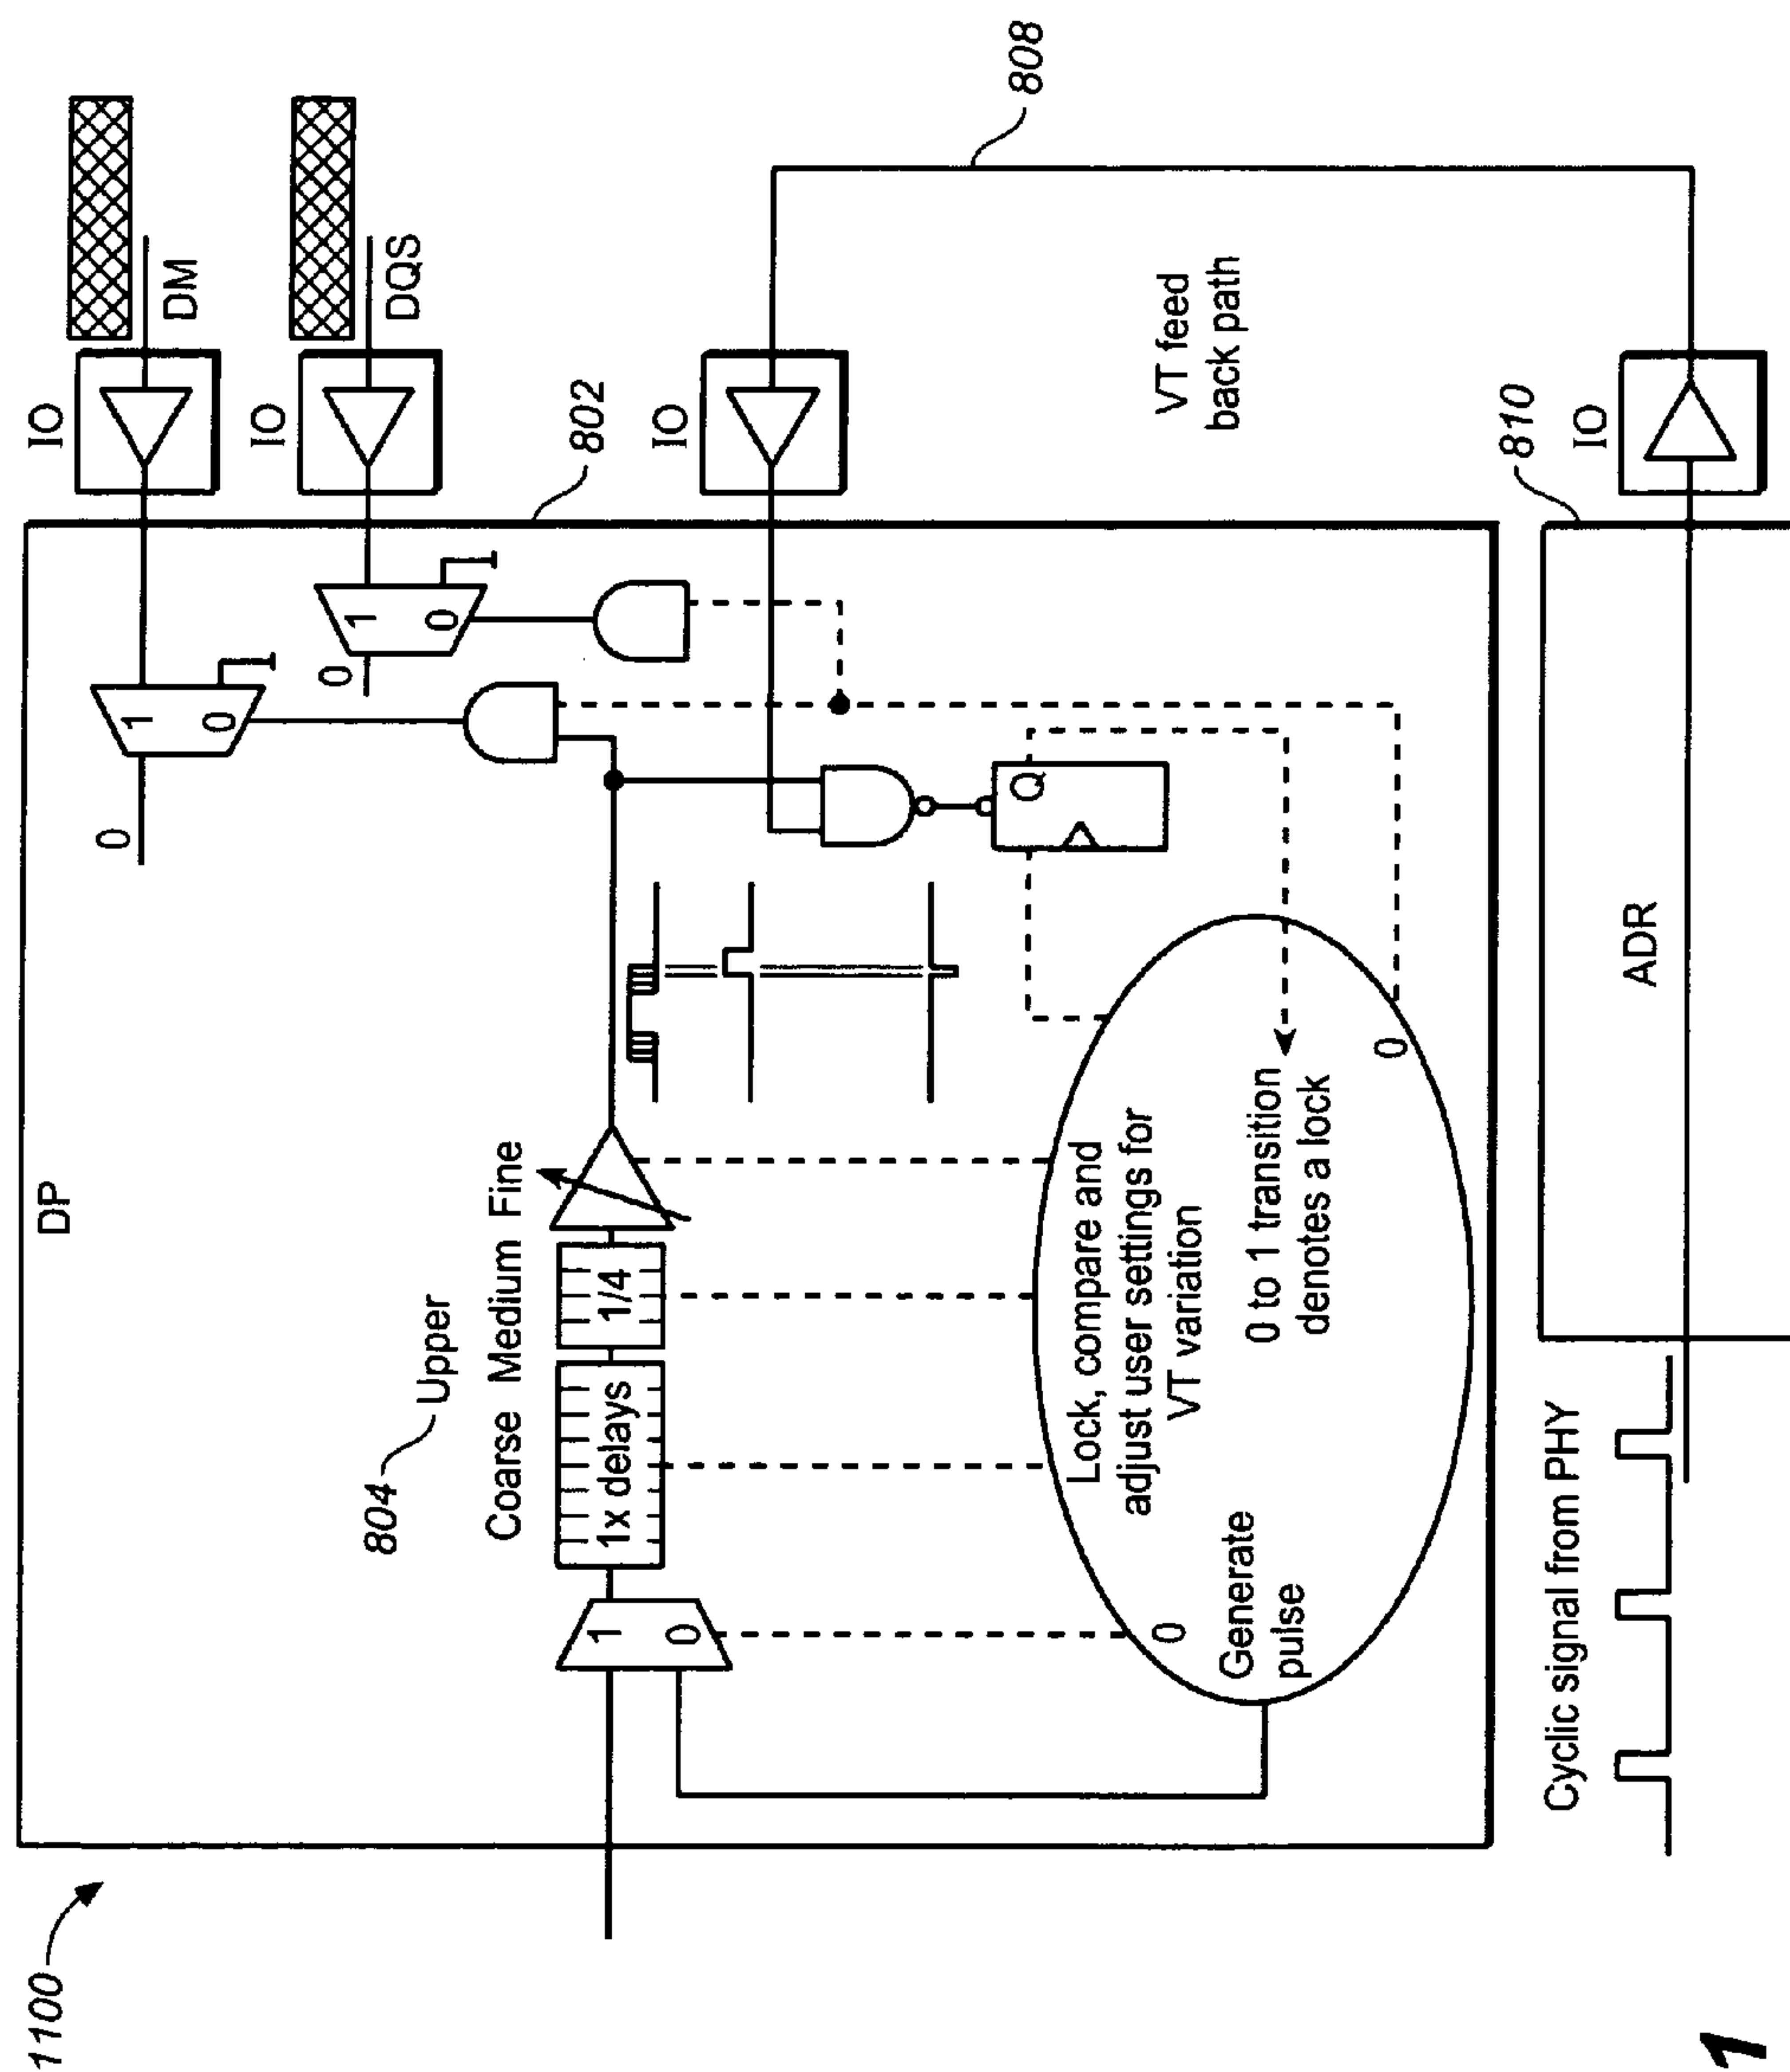 1100
DP
804
Upper
Coarse Medium Fine
1x delays
1/4
1
0
0
1
0
0
1
0
IO
DM
IO
DQS
802
IO
808
VT feed
back path
Q
Lock, compare and
adjust user settings for
VT variation
0 to 1 transition
denotes a lock
0
Generate
pulse
0
Cyclic signal from PHY
ADR
810
IO
1